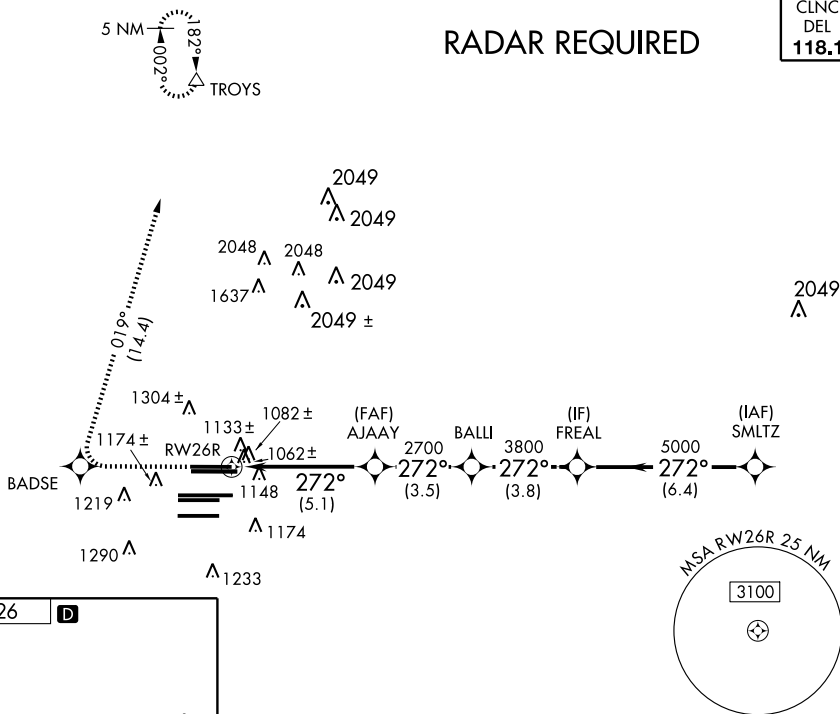 CLNC
DEL
118.1
RADAR REQUIRED
5 NM
182°
002°
TROYS
2049
2049
2048
2048
2049
1637
2049 ±
2049
019°
(14.4)
1304 ±
1133 ±
1082 ±
1174 ±
RW26R
1062 ±
(FAF)
AJAAY
2700
272°
(3.5)
BALLI
3800
272°
(3.8)
(IF)
FREAL
5000
272°
(6.4)
(IAF)
SMLTZ
BADSE
1219
1148
272°
(5.1)
1174
1290
1233
MSA RW26R 25 NM
3100
26
D